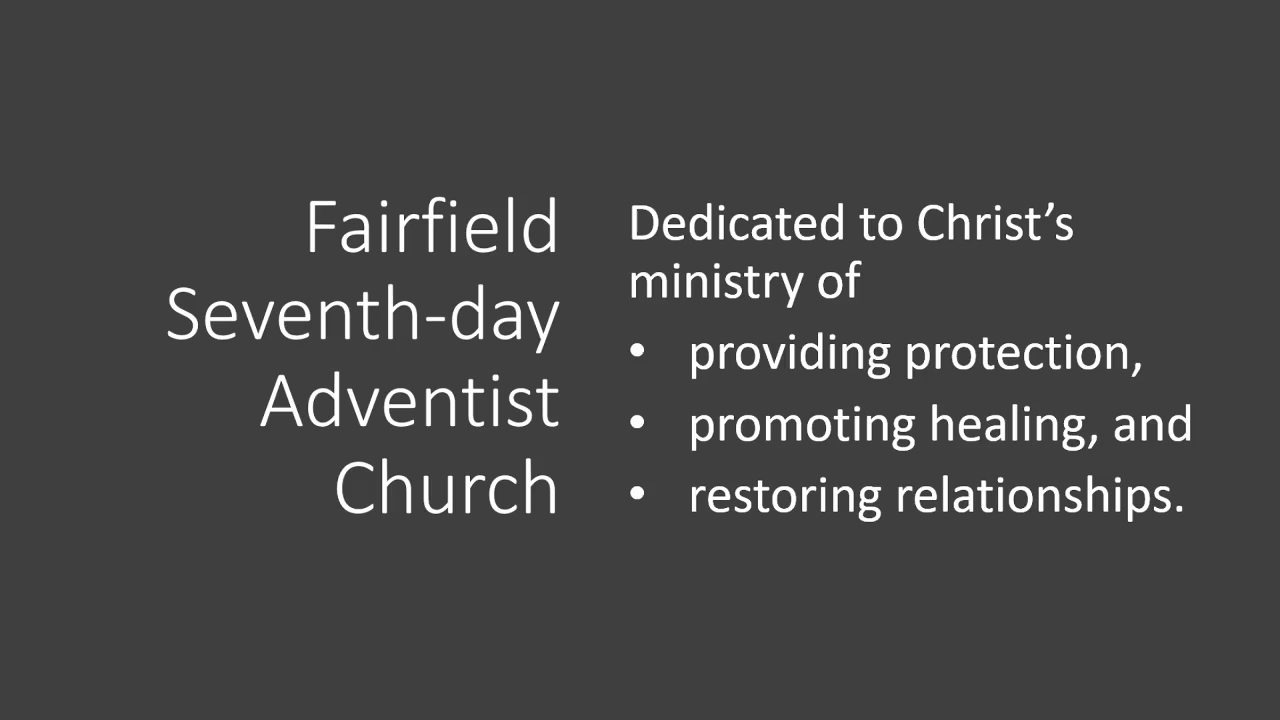 Fairfield
Seventh-day
Adventist
Church
Dedicated to Christ’s
ministry of
• providing protection,
• promoting healing, and
• restoring relationships.